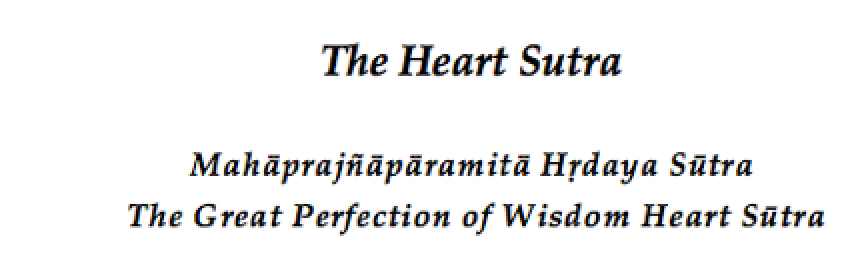 The Heart Sutra
Mahāprajñāpāramitā Hṛdaya Sūtra
The Great Perfection of Wisdom Heart Sūtra